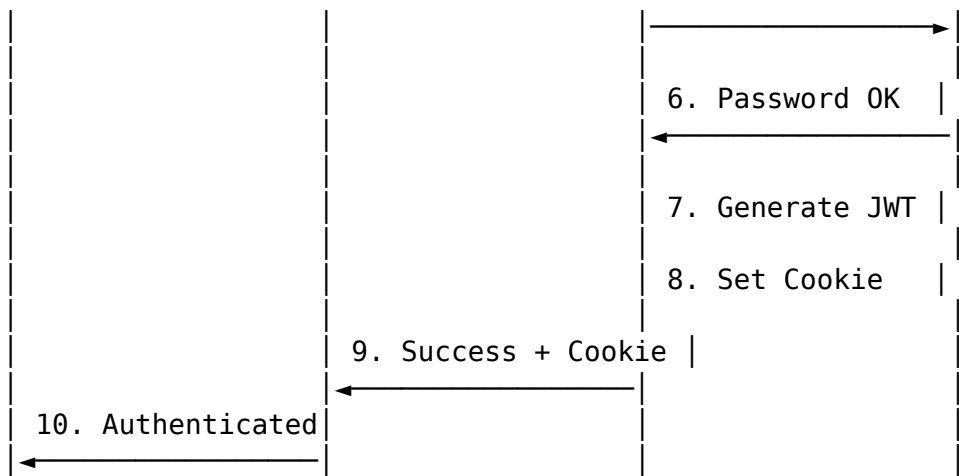 6. Password OK
7. Generate JWT
8. Set Cookie
9. Success + Cookie
10. Authenticated